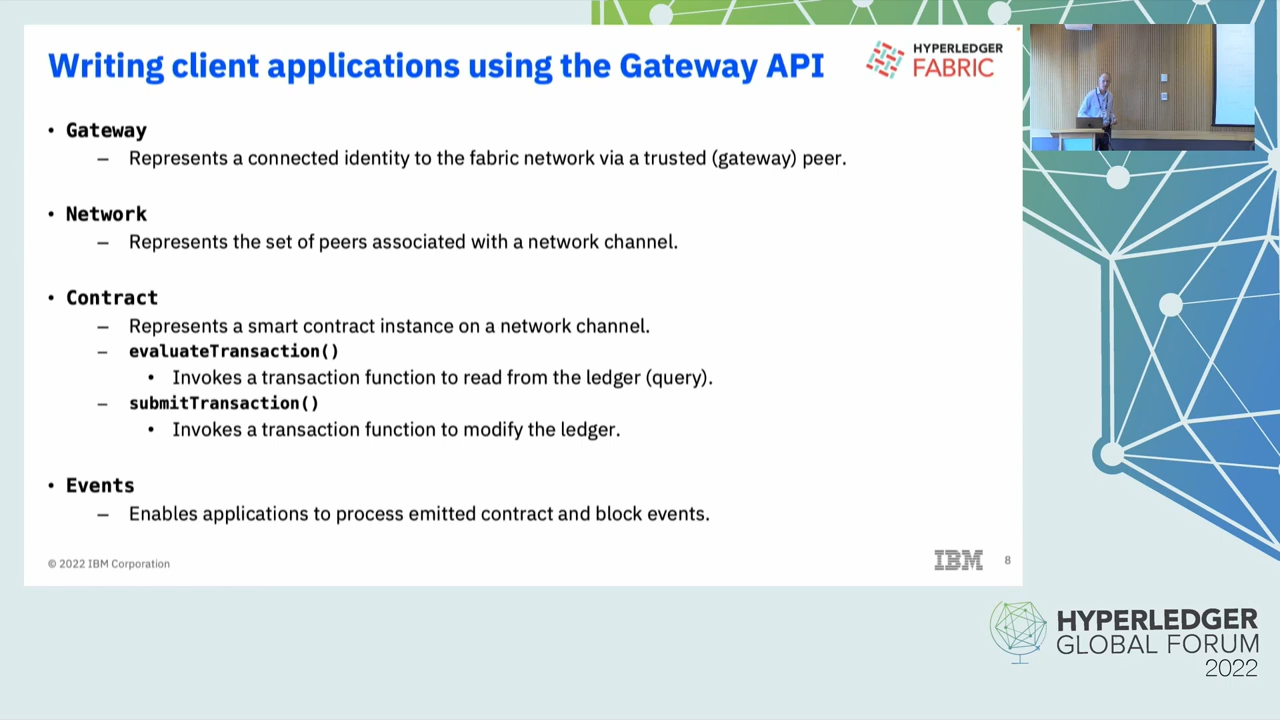 Writing client applications using the Gateway API
HYPERLEDGER
FABRIC
• Gateway
– Represents a connected identity to the fabric network via a trusted (gateway) peer.
• Network
– Represents the set of peers associated with a network channel.
• Contract
– Represents a smart contract instance on a network channel.
– evaluateTransaction()
• Invokes a transaction function to read from the ledger (query).
– submitTransaction()
• Invokes a transaction function to modify the ledger.
• Events
– Enables applications to process emitted contract and block events.
© 2022 IBM Corporation
IBM
8
HYPERLEDGER
GLOBAL FORUM
2022